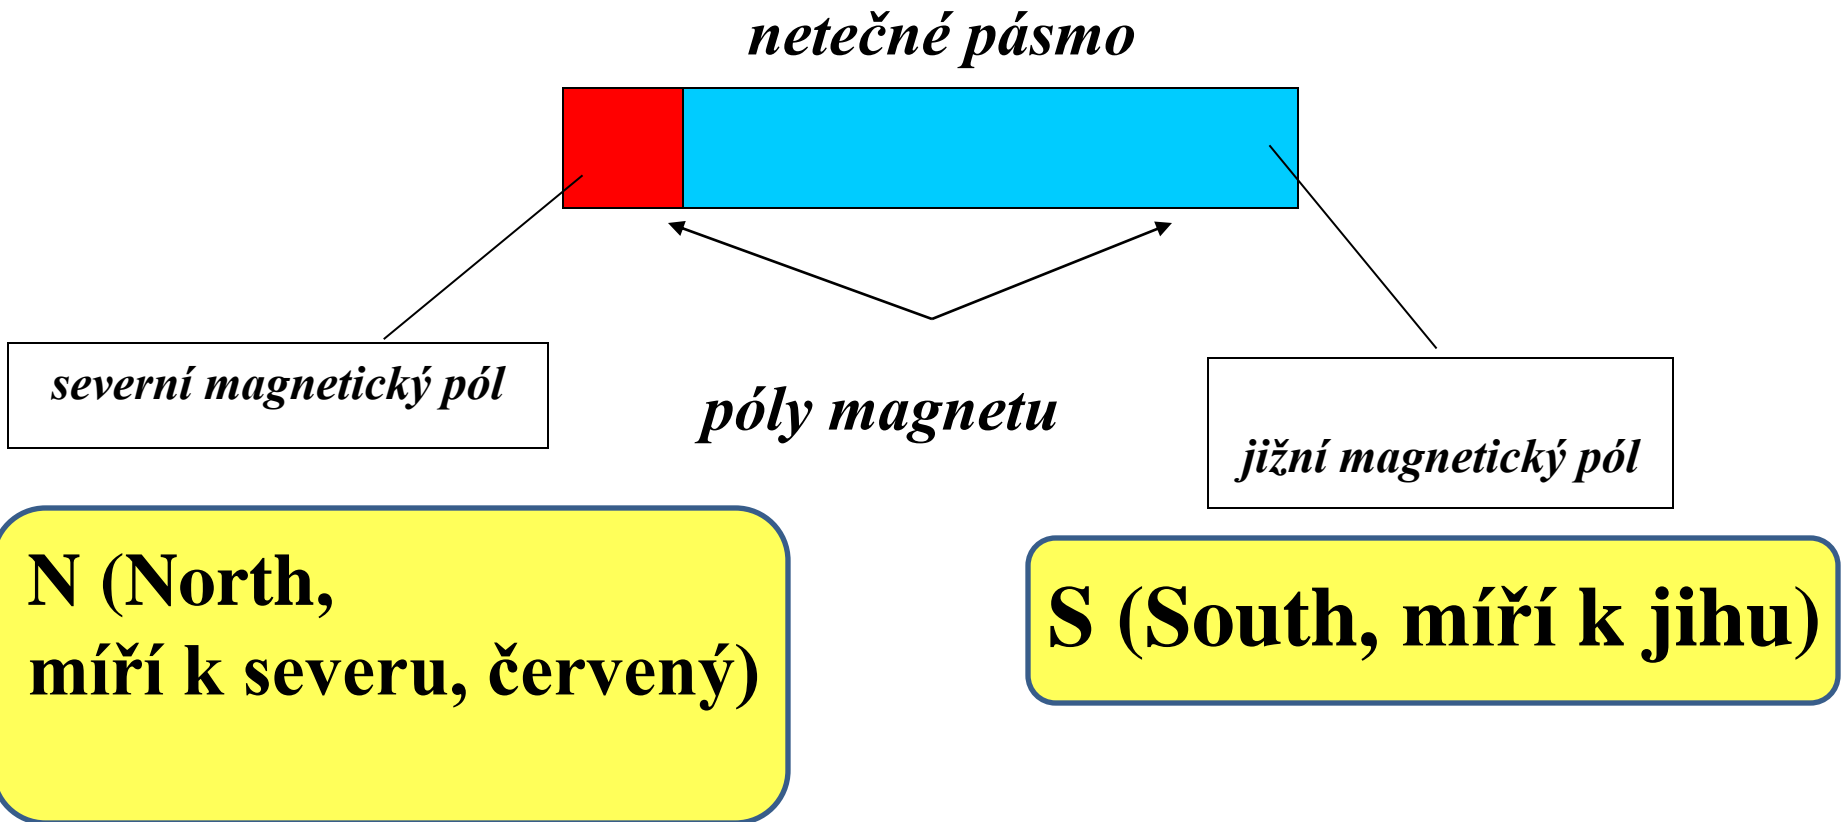 netečné pásmo
severní magnetický pól
póly magnetu
jižní magnetický pól
N (North,
míří k severu, červený)
S (South, míří k jihu)